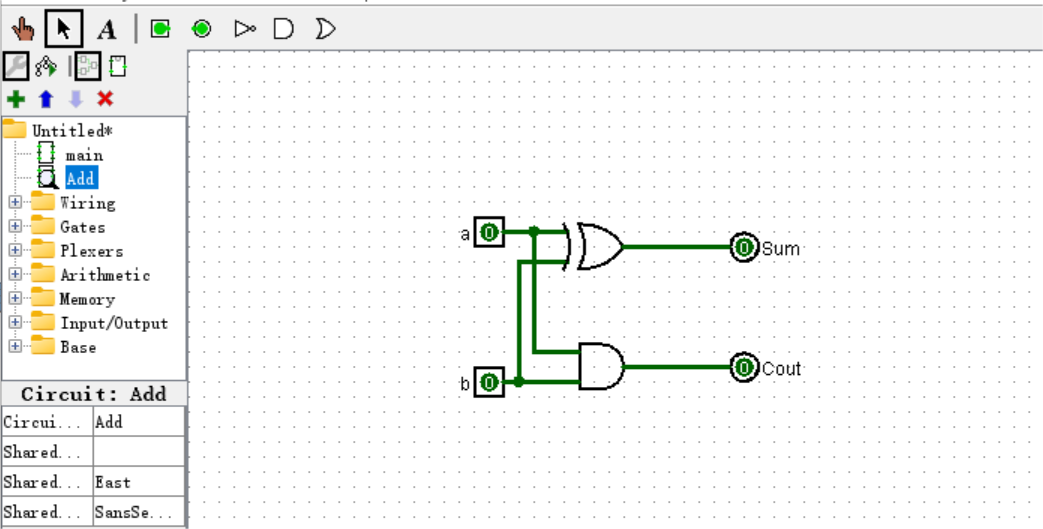 A
Untitled*
main
Add
Wiring
Gates
Plexers
Arithmetic
Memory
Input/Output
Base
Circuit: Add
Circui... Add
Shared...
Shared... East
Shared... SansSe...
a 0
0 Sum
b 0
0 Cout